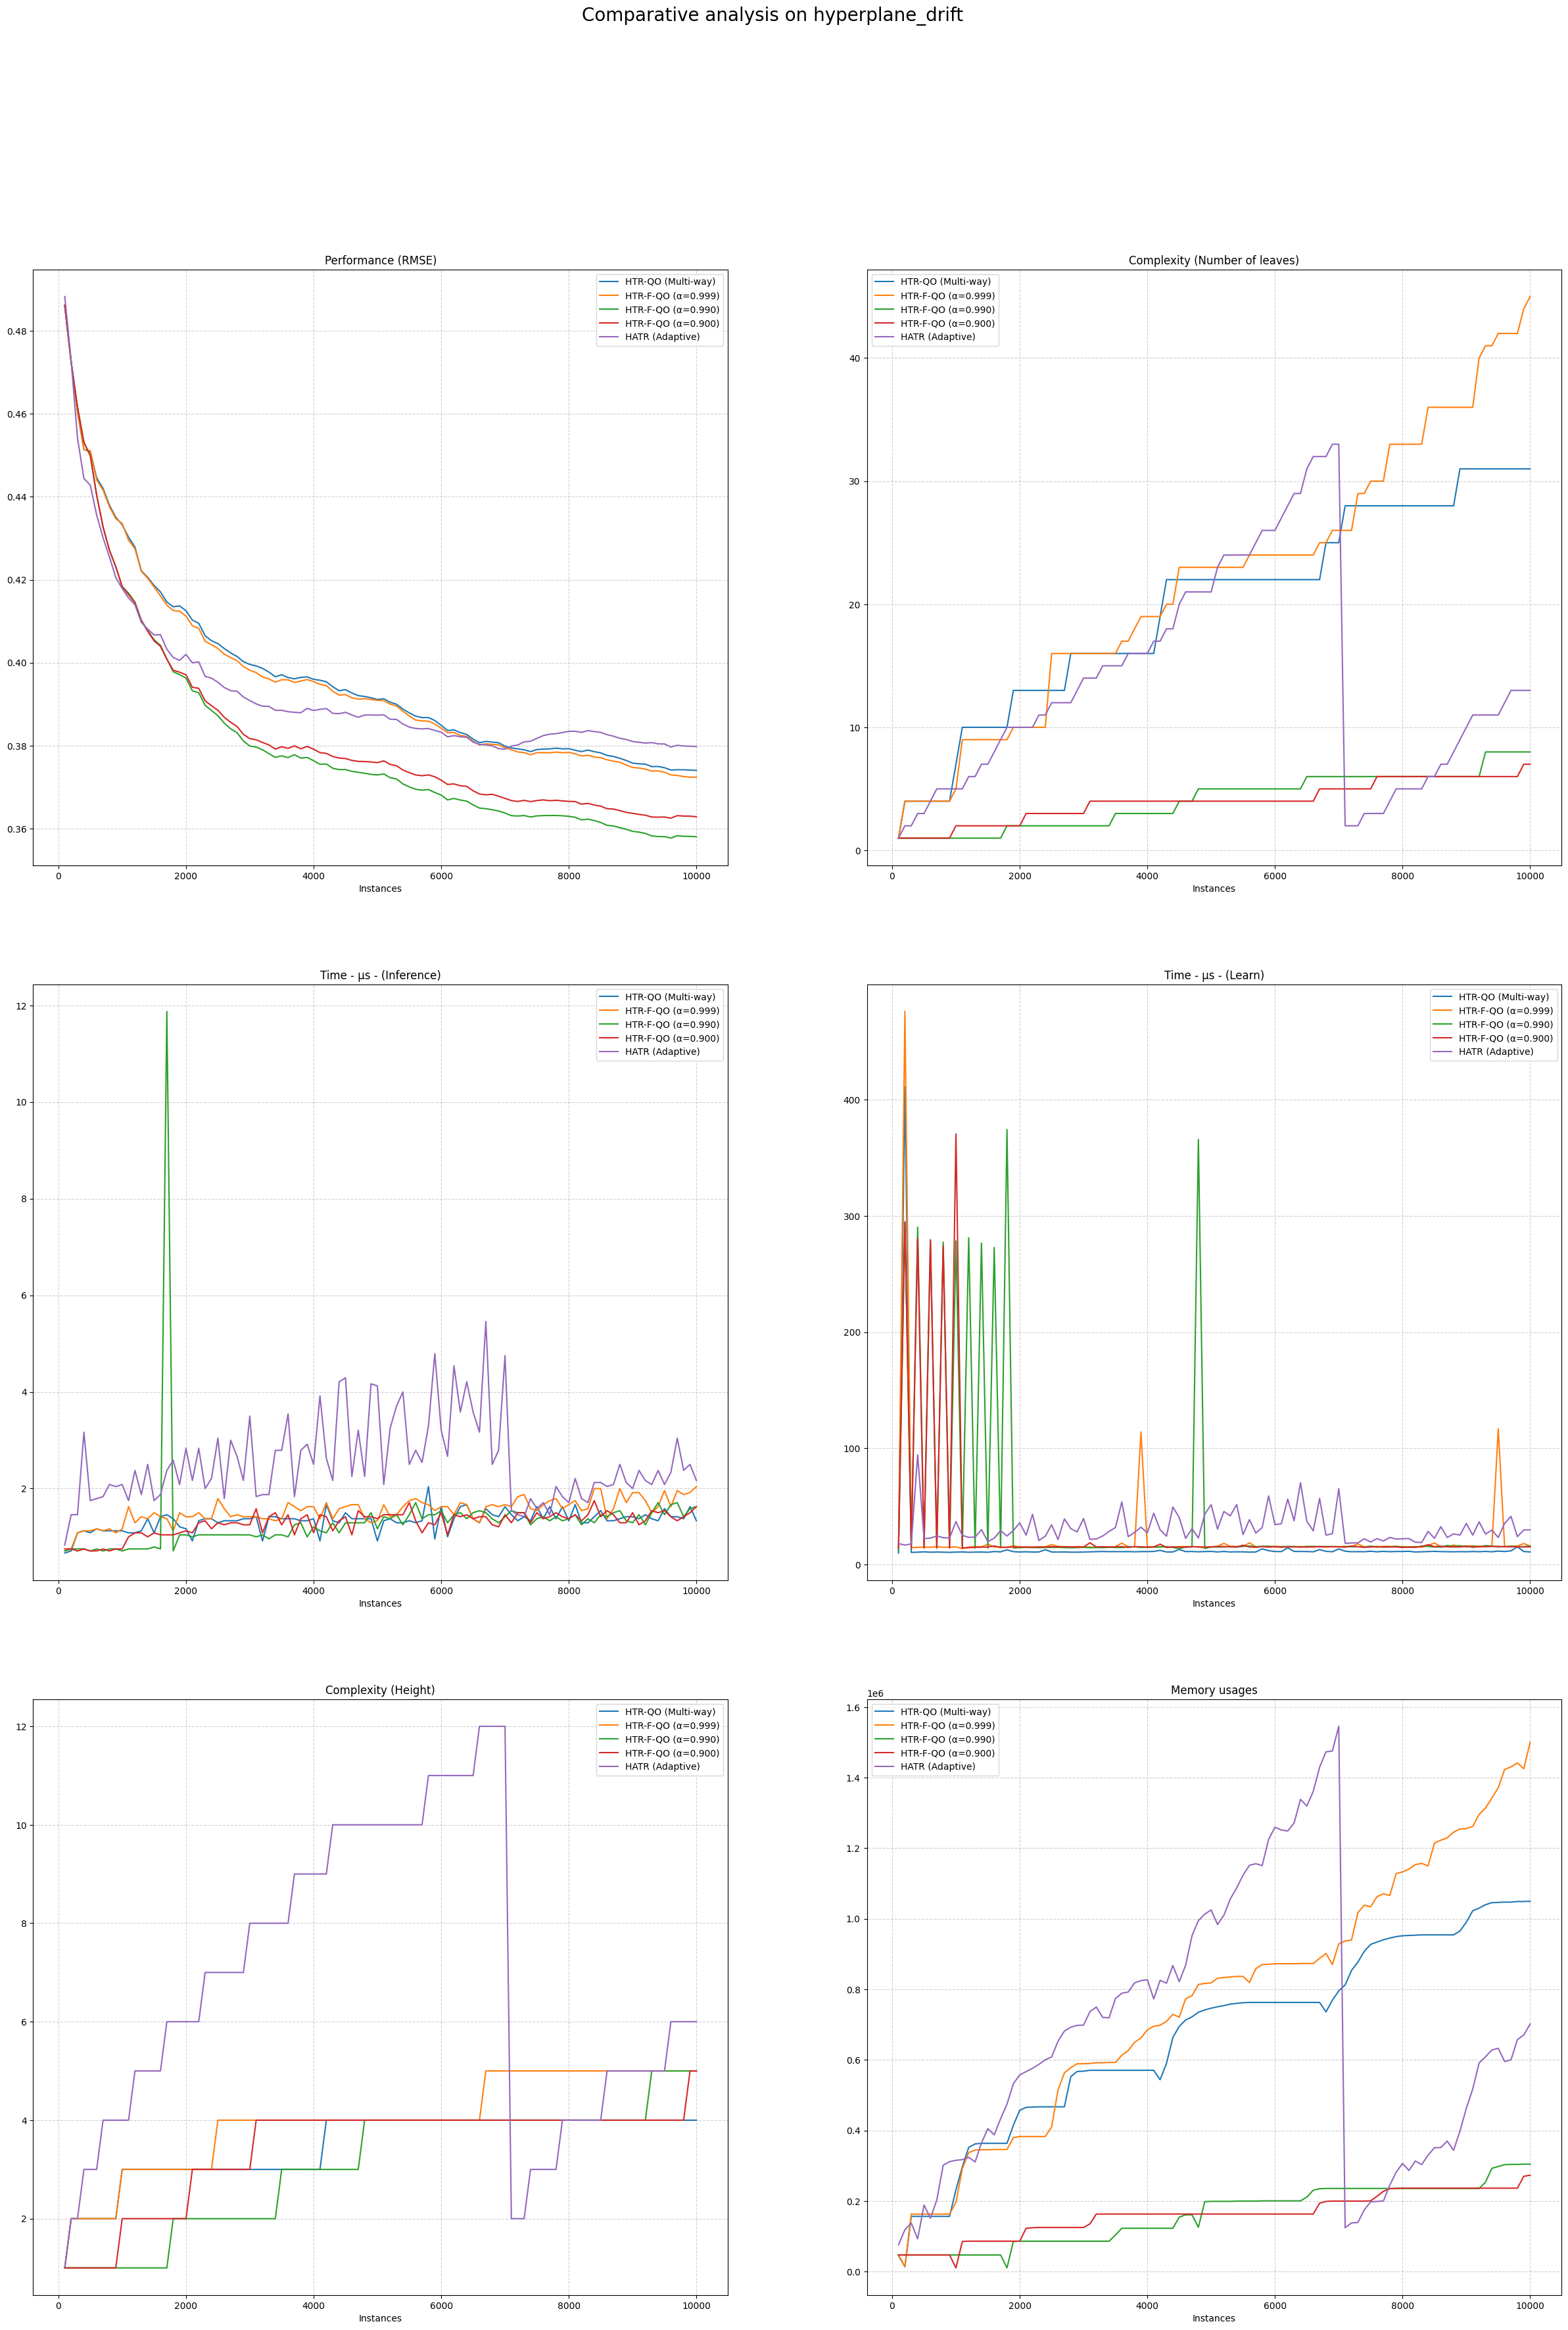 Comparative analysis on hyperplane_drift
Performance (RMSE)
HTR-QO (Multi-way)
HTR-F-QO (α=0.999)
HTR-F-QO (α=0.990)
HTR-F-QO (α=0.900)
HATR (Adaptive)
0.48
0.46
0.44
0.42
0.40
0.38
0.36
0 2000 4000 6000 8000 10000
Instances
Complexity (Number of leaves)
HTR-QO (Multi-way)
HTR-F-QO (α=0.999)
HTR-F-QO (α=0.990)
HTR-F-QO (α=0.900)
HATR (Adaptive)
40
30
20
10
0
0 2000 4000 6000 8000 10000
Instances
Time - μs - (Inference)
HTR-QO (Multi-way)
HTR-F-QO (α=0.999)
HTR-F-QO (α=0.990)
HTR-F-QO (α=0.900)
HATR (Adaptive)
12
10
8
6
4
2
0 2000 4000 6000 8000 10000
Instances
Time - μs - (Learn)
HTR-QO (Multi-way)
HTR-F-QO (α=0.999)
HTR-F-QO (α=0.990)
HTR-F-QO (α=0.900)
HATR (Adaptive)
400
300
200
100
0
0 2000 4000 6000 8000 10000
Instances
Complexity (Height)
HTR-QO (Multi-way)
HTR-F-QO (α=0.999)
HTR-F-QO (α=0.990)
HTR-F-QO (α=0.900)
HATR (Adaptive)
12
10
8
6
4
2
0 2000 4000 6000 8000 10000
Instances
Memory usages
1e6
HTR-QO (Multi-way)
HTR-F-QO (α=0.999)
HTR-F-QO (α=0.990)
HTR-F-QO (α=0.900)
HATR (Adaptive)
1.6
1.4
1.2
1.0
0.8
0.6
0.4
0.2
0.0
0 2000 4000 6000 8000 10000
Instances